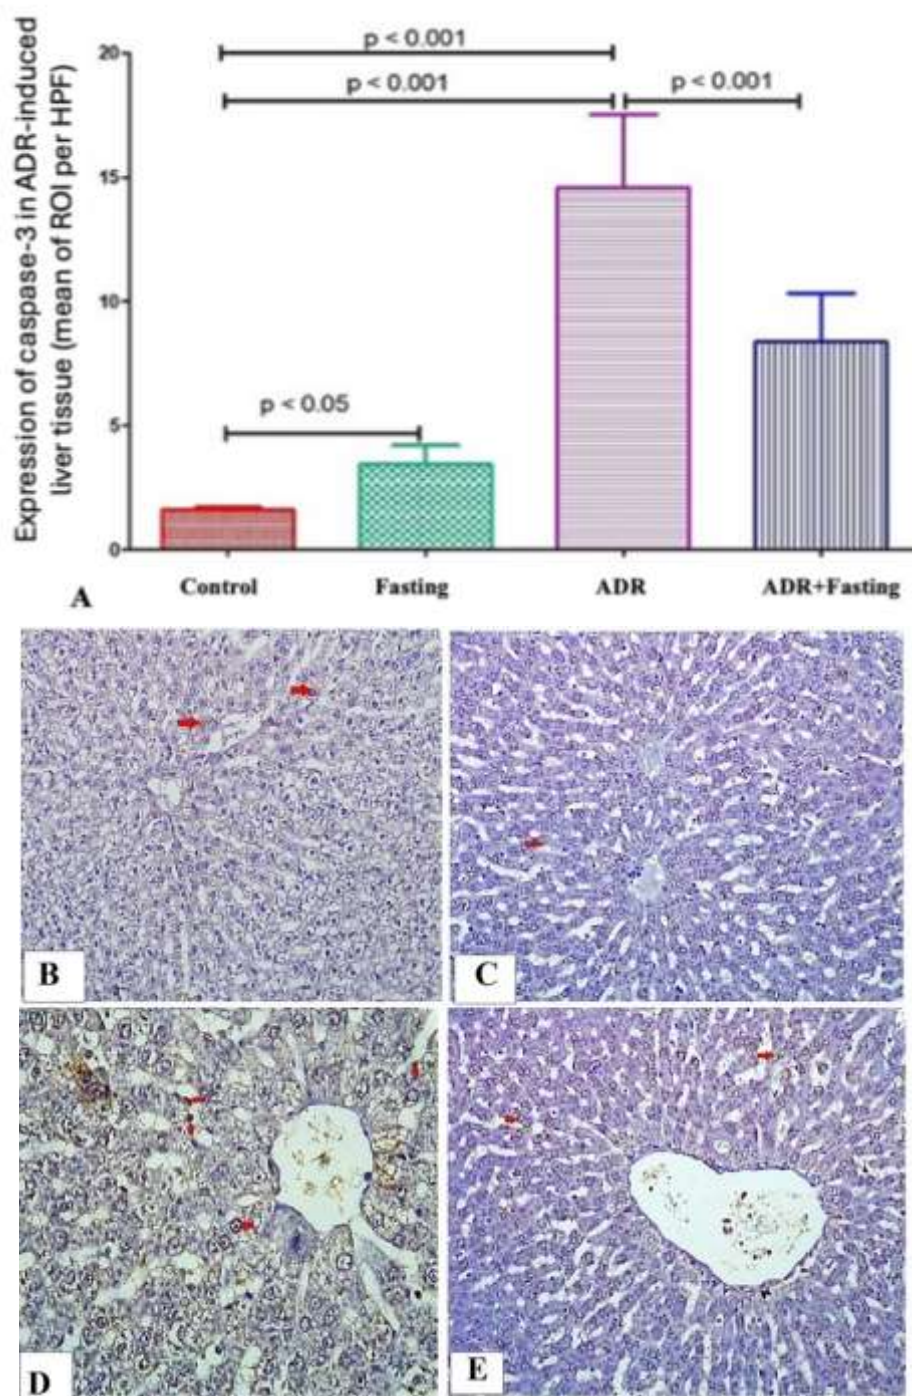 Expression of caspase-3 in ADR-induced
liver tissue (mean of ROI per HPF)
20
15
10
5
0
p < 0.001
p < 0.001
p < 0.001
p < 0.05
Control
Fasting
ADR
ADR+Fasting
A
B
C
D
E